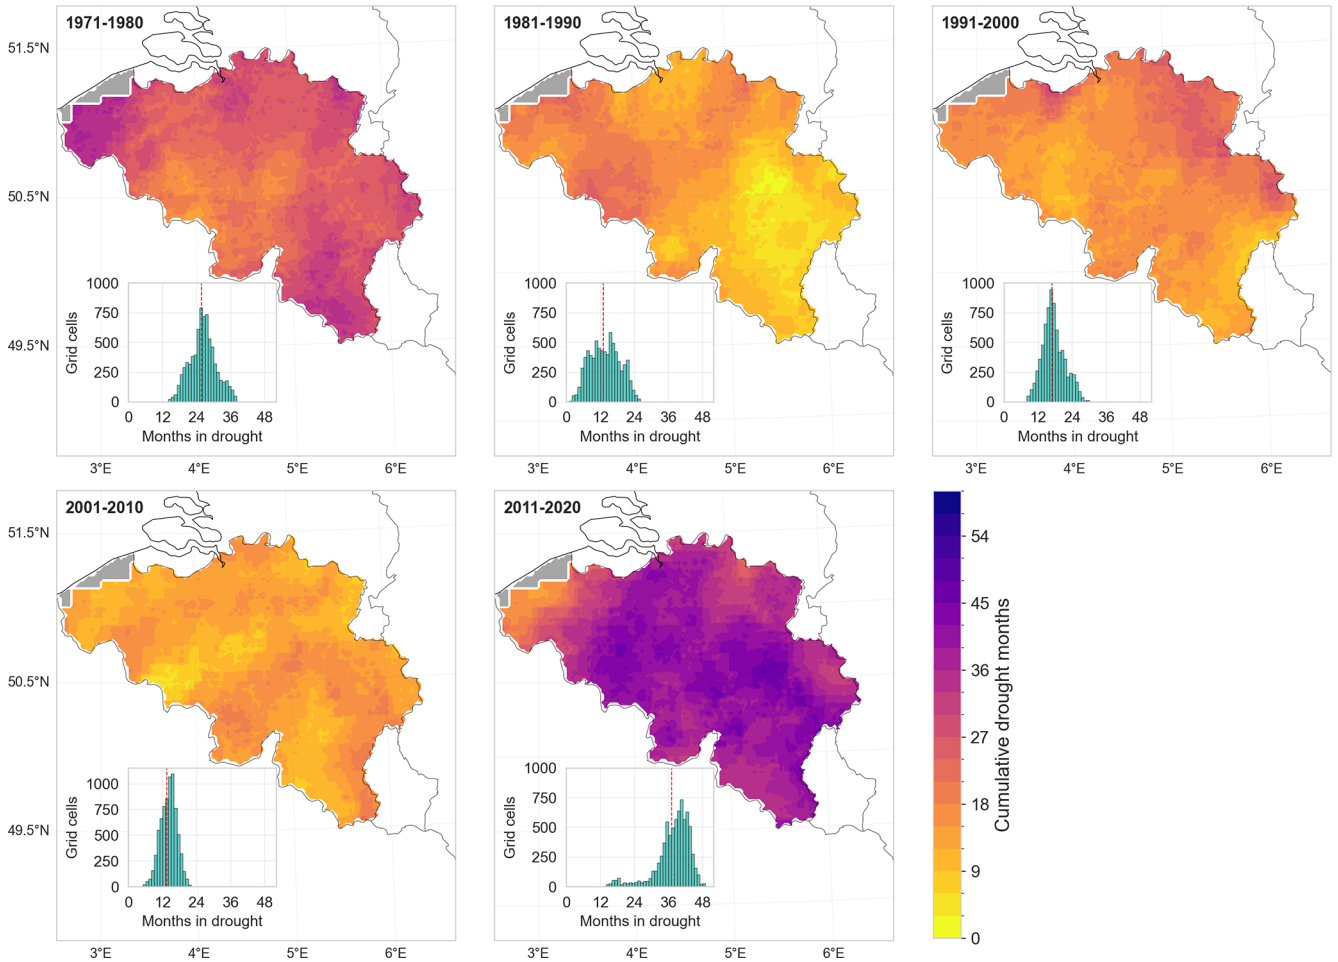 1971-1980
1981-1990
1991-2000
51.5°N
50.5°N
49.5°N
1000
750
500
250
0
Grid cells
0 12 24 36 48
Months in drought
1000
750
500
250
0
Grid cells
0 12 24 36 48
Months in drought
1000
750
500
250
0
Grid cells
0 12 24 36 48
Months in drought
3°E 4°E 5°E 6°E
3°E 4°E 5°E 6°E
3°E 4°E 5°E 6°E
2001-2010
2011-2020
51.5°N
50.5°N
49.5°N
1000
750
500
250
0
Grid cells
0 12 24 36 48
Months in drought
1000
750
500
250
0
Grid cells
0 12 24 36 48
Months in drought
3°E 4°E 5°E 6°E
3°E 4°E 5°E 6°E
54
45
36
27
18
9
0
Cumulative drought months